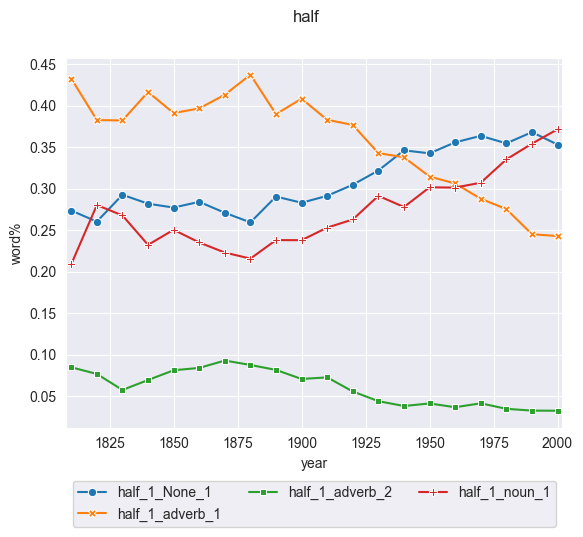 half
0.45
0.40
0.35
0.30
0.25
0.20
0.15
0.10
0.05
word%
1825 1850 1875 1900 1925 1950 1975 2000
year
half_1_None_1 half_1_adverb_2 half_1_noun_1
half_1_adverb_1